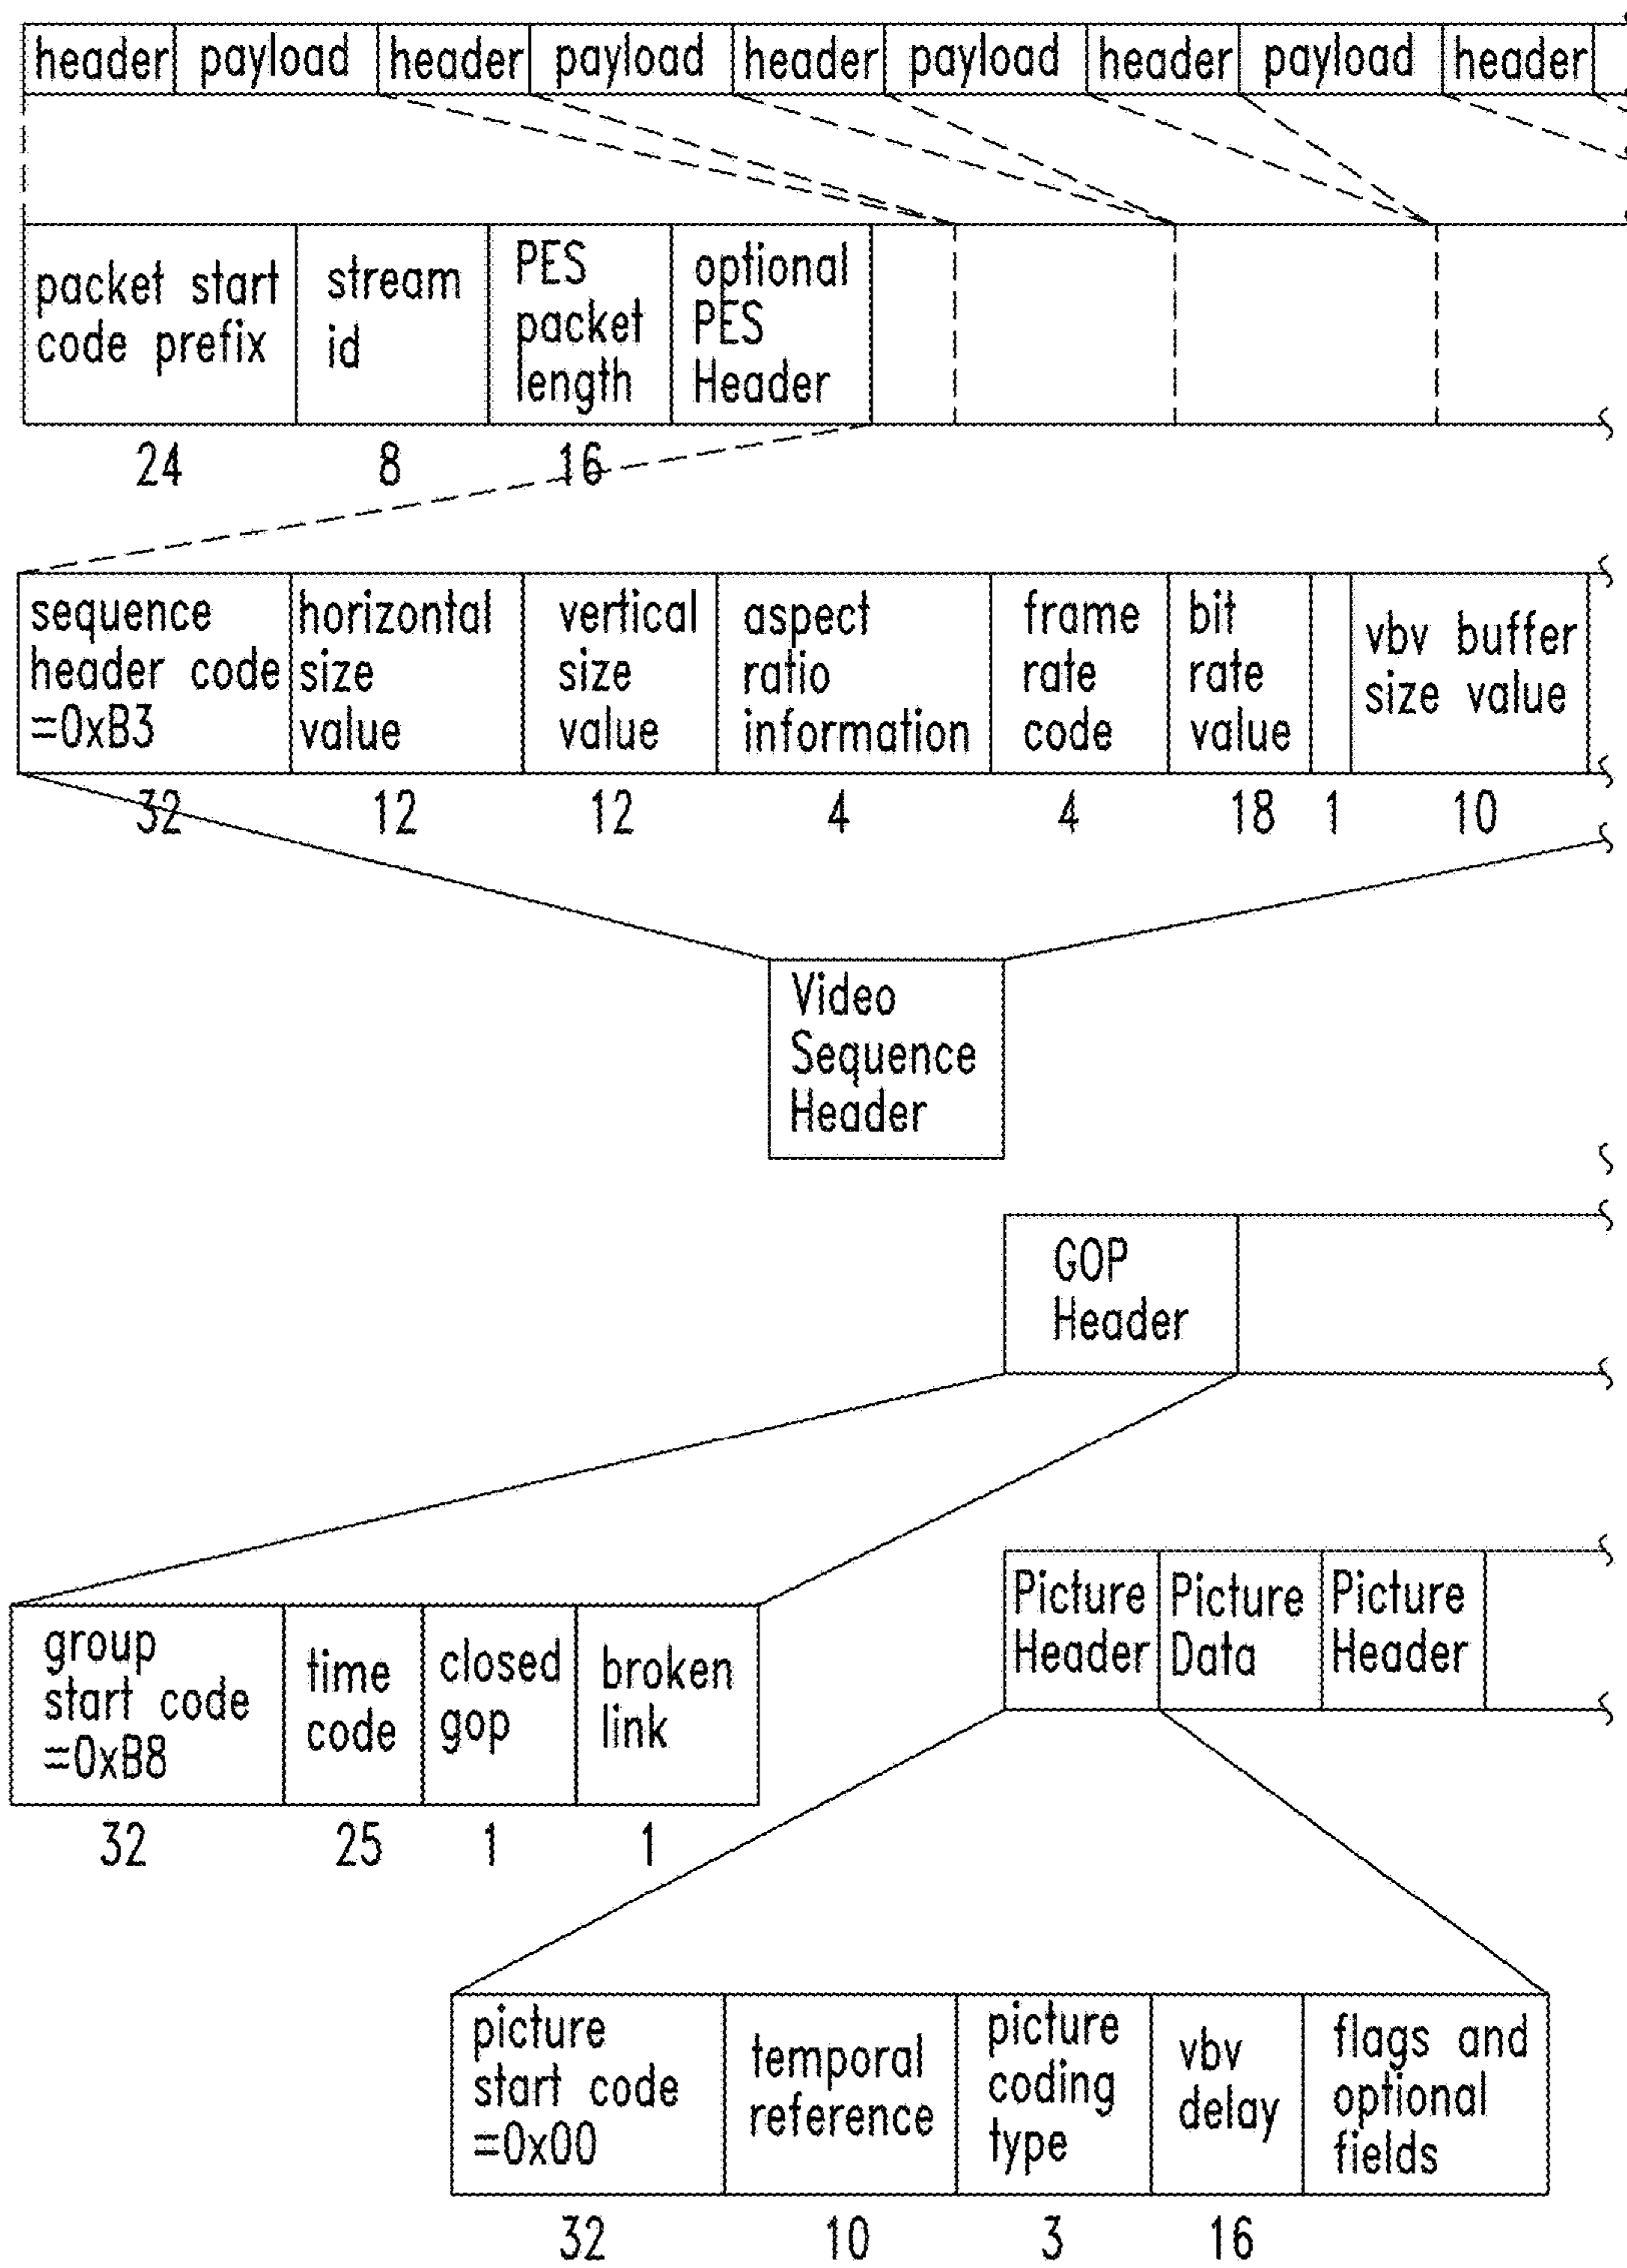 header payload header payload header payload header payload header
packet start
code prefix
stream
id
PES
packet
length
optional
PES
Header
24 8 16
sequence
header code
=0xB3
horizontal
size
value
vertical
size
value
aspect
ratio
information
frame
rate
code
bit
rate
value
vbv buffer
size value
32 12 12 4 4 18 1 10
Video
Sequence
Header
GOP
Header
Picture
Header
Picture
Data
Picture
Header
group
start code
=0xB8
time
code
closed
gop
broken
link
32 25 1 1
picture
start code
=0x00
temporal
reference
picture
coding
type
vbv
delay
flags and
optional
fields
32 10 3 16